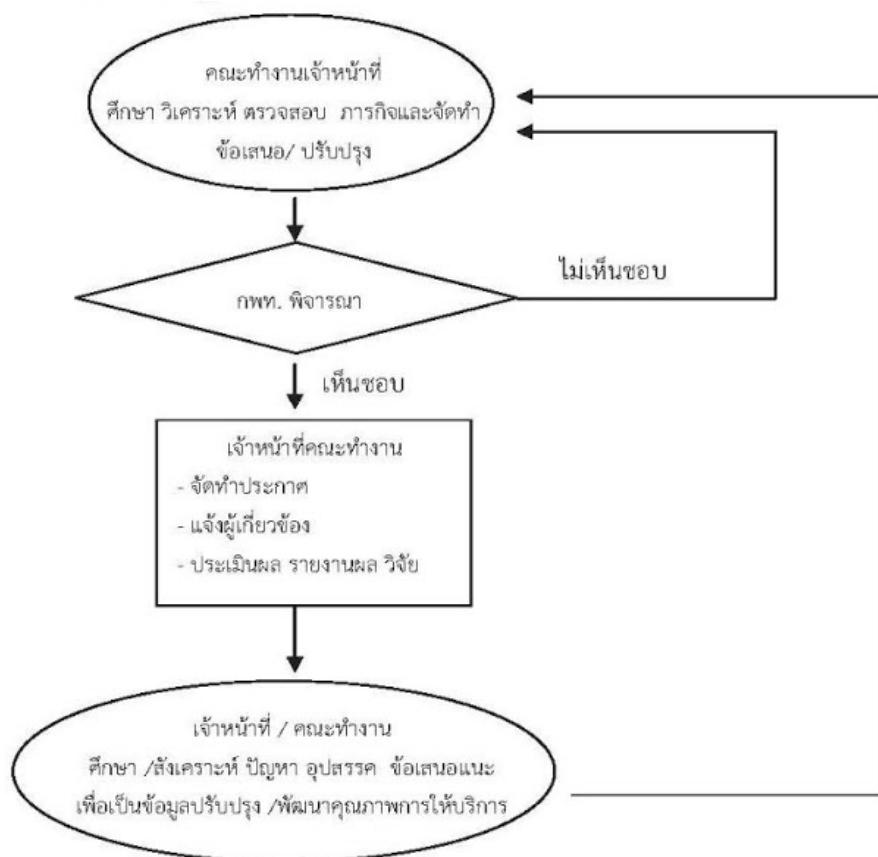 คณะทำงานเจ้าหน้าที่
ศึกษา วิเคราะห์ ตรวจสอบ ภารกิจและจัดทำ
ข้อเสนอ/ ปรับปรุง
ไม่เห็นชอบ
กพท. พิจารณา
เห็นชอบ
เจ้าหน้าที่คณะทำงาน
- จัดทำประกาศ
- แจ้งผู้เกี่ยวข้อง
- ประเมินผล รายงานผล วิจัย
เจ้าหน้าที่ / คณะทำงาน
ศึกษา /สังเคราะห์ ปัญหา อุปสรรค ข้อเสนอแนะ
เพื่อเป็นข้อมูลปรับปรุง /พัฒนาคุณภาพการให้บริการ